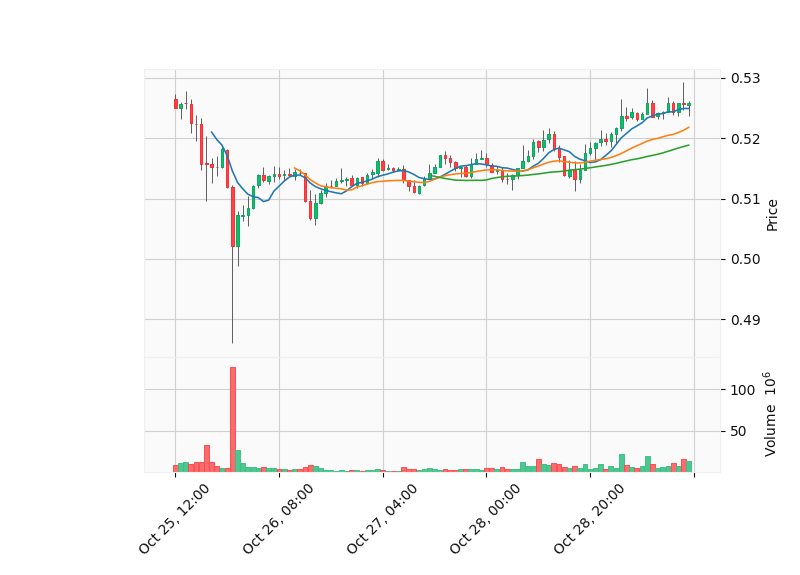 0.53
0.52
0.51
0.50
0.49
Price
100
50
Volume 10^6
Oct 25, 12:00
Oct 26, 08:00
Oct 27, 04:00
Oct 28, 00:00
Oct 28, 20:00